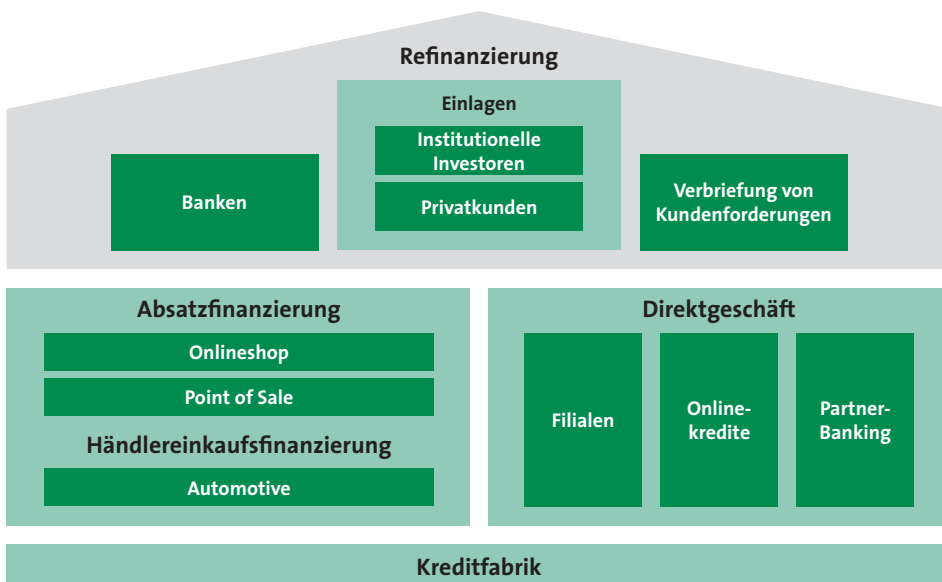 Refinanzierung
Einlagen
Institutionelle
Investoren
Banken
Privatkunden
Verbriefung von
Kundenforderungen
Absatzfinanzierung
Onlineshop
Point of Sale
Händlereinkaufsfinanzierung
Automotive
Direktgeschäft
Filialen
Online-
kredite
Partner-
Banking
Kreditfabrik